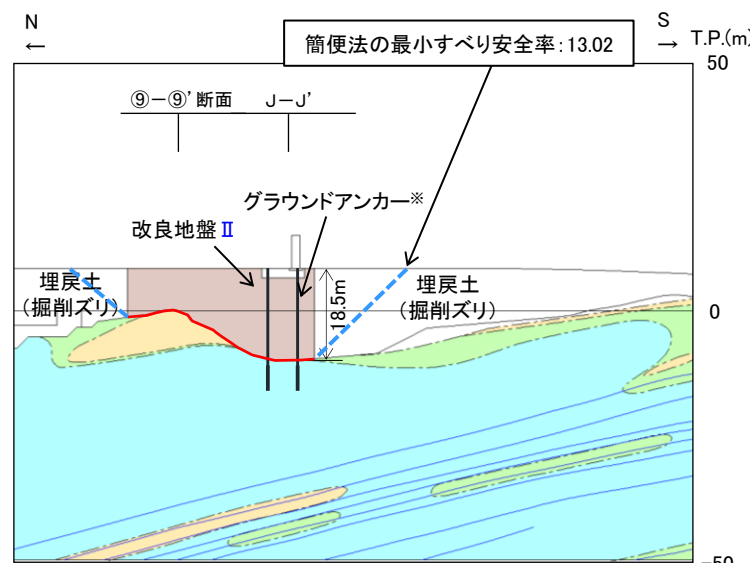 N
←
S
→
T.P.(m)
簡便法の最小すべり安全率:13.02
50
⑨-⑨'断面
J-J'
グラウンドアンカー※
改良地盤Ⅱ
埋戻土
(掘削ズリ)
18.5m
埋戻土
(掘削ズリ)
0
-50